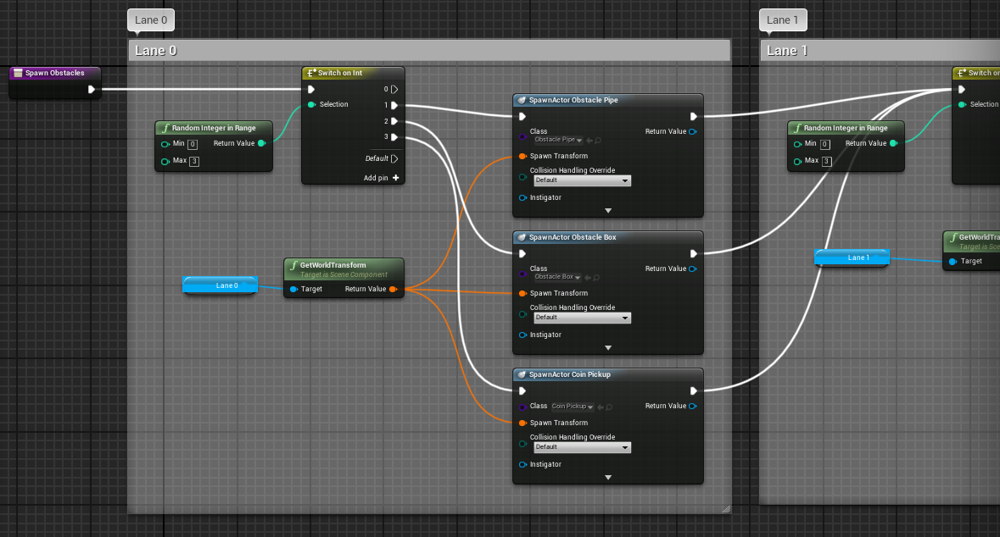 Lane 0
Lane 1
Lane 0
Lane 1
Spawn Obstacles
Switch on Int
0
Selection
1
2
3
Default
Add pin
Random Integer in Range
Min 0
Return Value
Max 3
Lane 0
GetWorldTransform
Target is Scene Component
Target
Return Value
SpawnActor Obstacle Pipe
Class
Return Value
Obstacle Pipe
Spawn Transform
Collision Handling Override
Default
Instigator
SpawnActor Obstacle Box
Class
Return Value
Obstacle Box
Spawn Transform
Collision Handling Override
Default
Instigator
SpawnActor Coin Pickup
Class Coin Pickup
Return Value
Spawn Transform
Collision Handling Override
Default
Instigator
Switch on
Selection
Random Integer in Range
Min 0
Return Value
Max 3
Lane 1
GetWorldTra
Target is Sce
Target